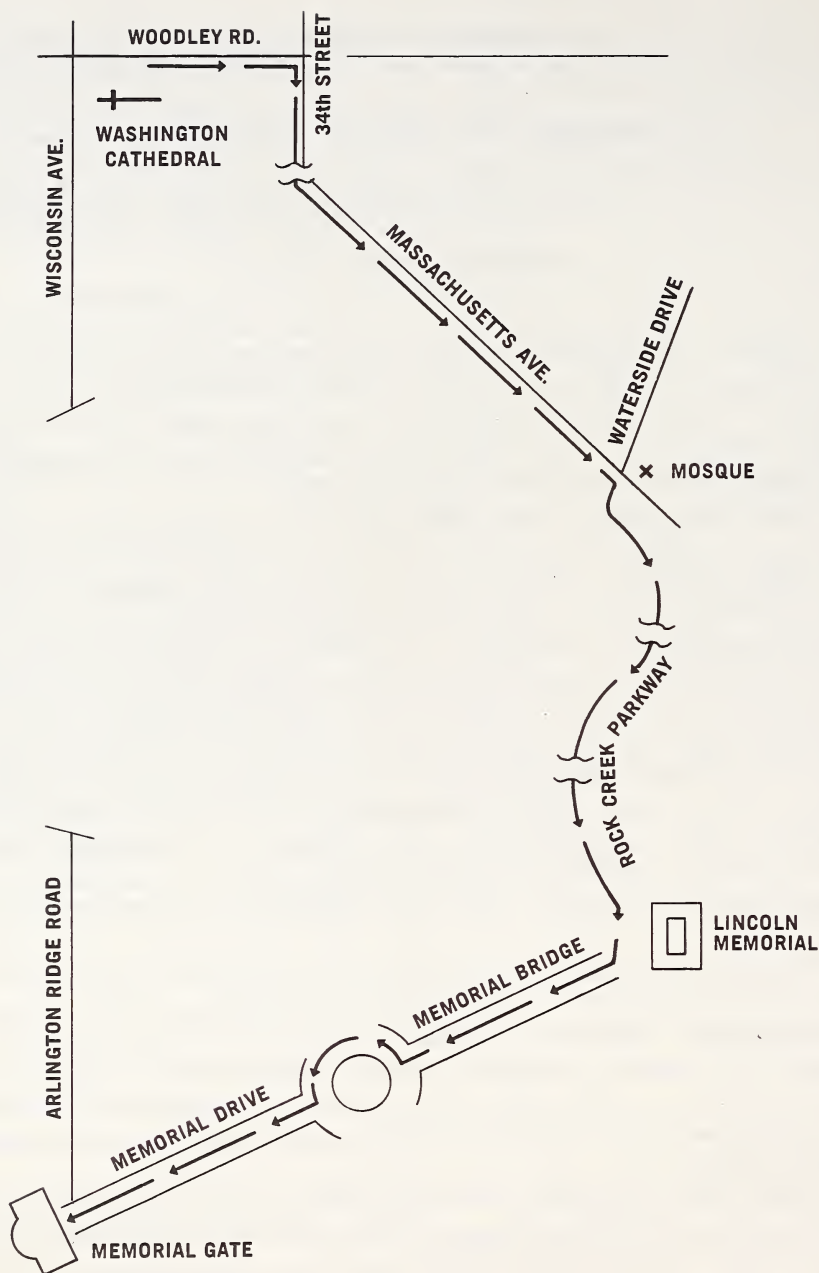 WOODLEY RD.
34th STREET
WASHINGTON
CATHEDRAL
WISCONSIN AVE.
MASSACHUSETTS AVE.
WATERSIDE DRIVE
MOSQUE
ROCK CREEK PARKWAY
LINCOLN
MEMORIAL
MEMORIAL BRIDGE
ARLINGTON RIDGE ROAD
MEMORIAL DRIVE
MEMORIAL GATE